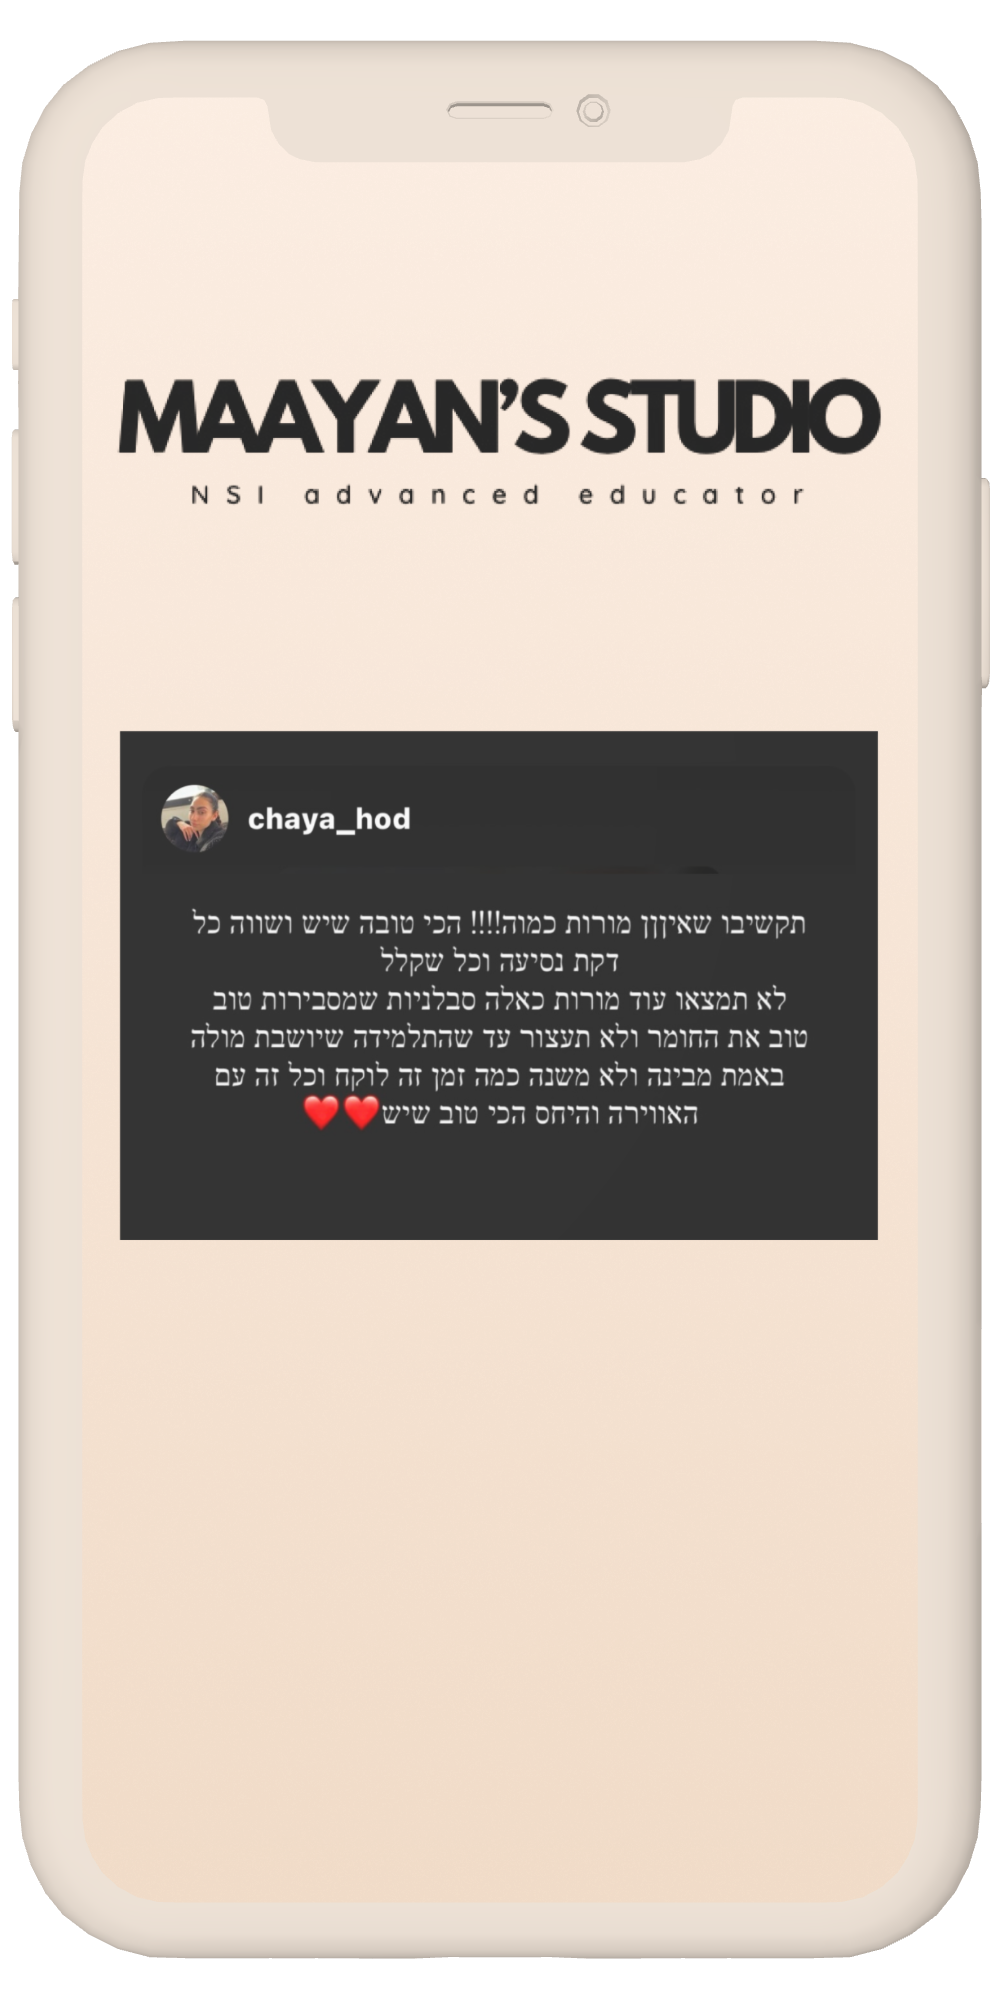 MAAYAN'S STUDIO
NSI advanced educator
chaya_hod
תקשיבו שאיןןן מורות כמוה!!!! הכי טובה שיש ושווה כל
דקת נסיעה וכל שקלל
לא תמצאו עוד מורות כאלה סבלניות שמסבירות טוב
טוב את החומר ולא תעצור עד שהתלמידה שיושבת מולה
באמת מבינה ולא משנה כמה זמן זה לוקח וכל זה עם
האווירה והיחס הכי טוב שיש❤️❤️